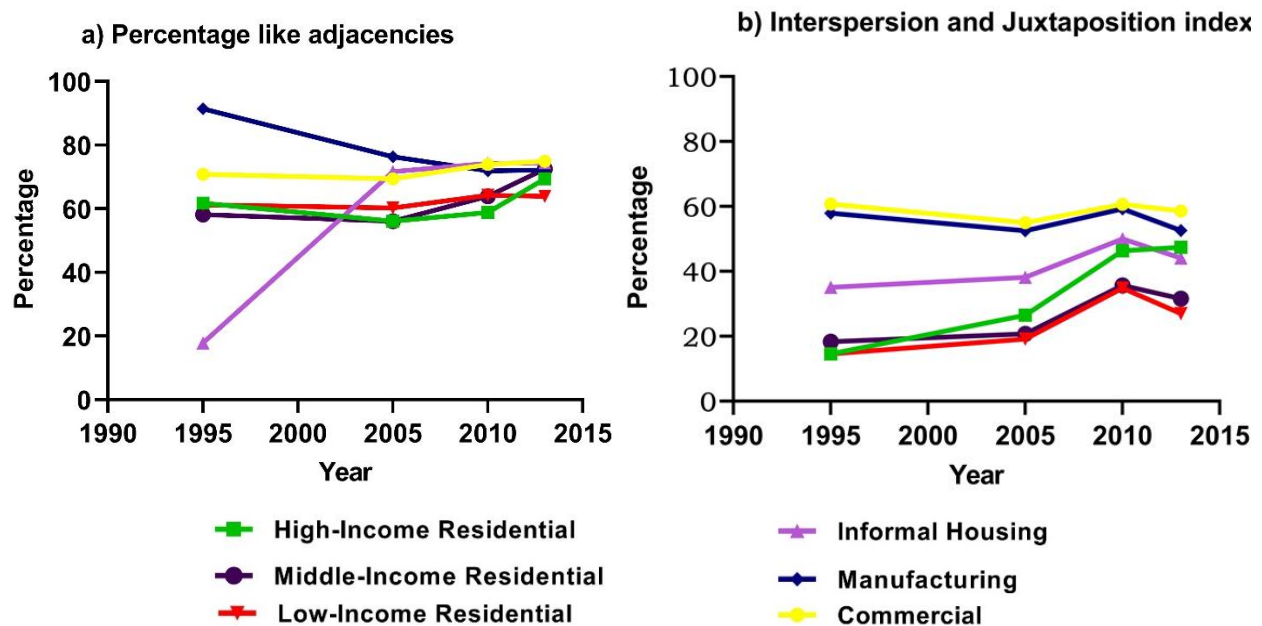 a) Percentage like adjacencies
100
80
60
40
20
0
Percentage
1990 1995 2000 2005 2010 2015
Year
b) Interspersion and Juxtaposition index
100
80
60
40
20
0
Percentage
1990 1995 2000 2005 2010 2015
Year
High-Income Residential
Middle-Income Residential
Low-Income Residential
Informal Housing
Manufacturing
Commercial